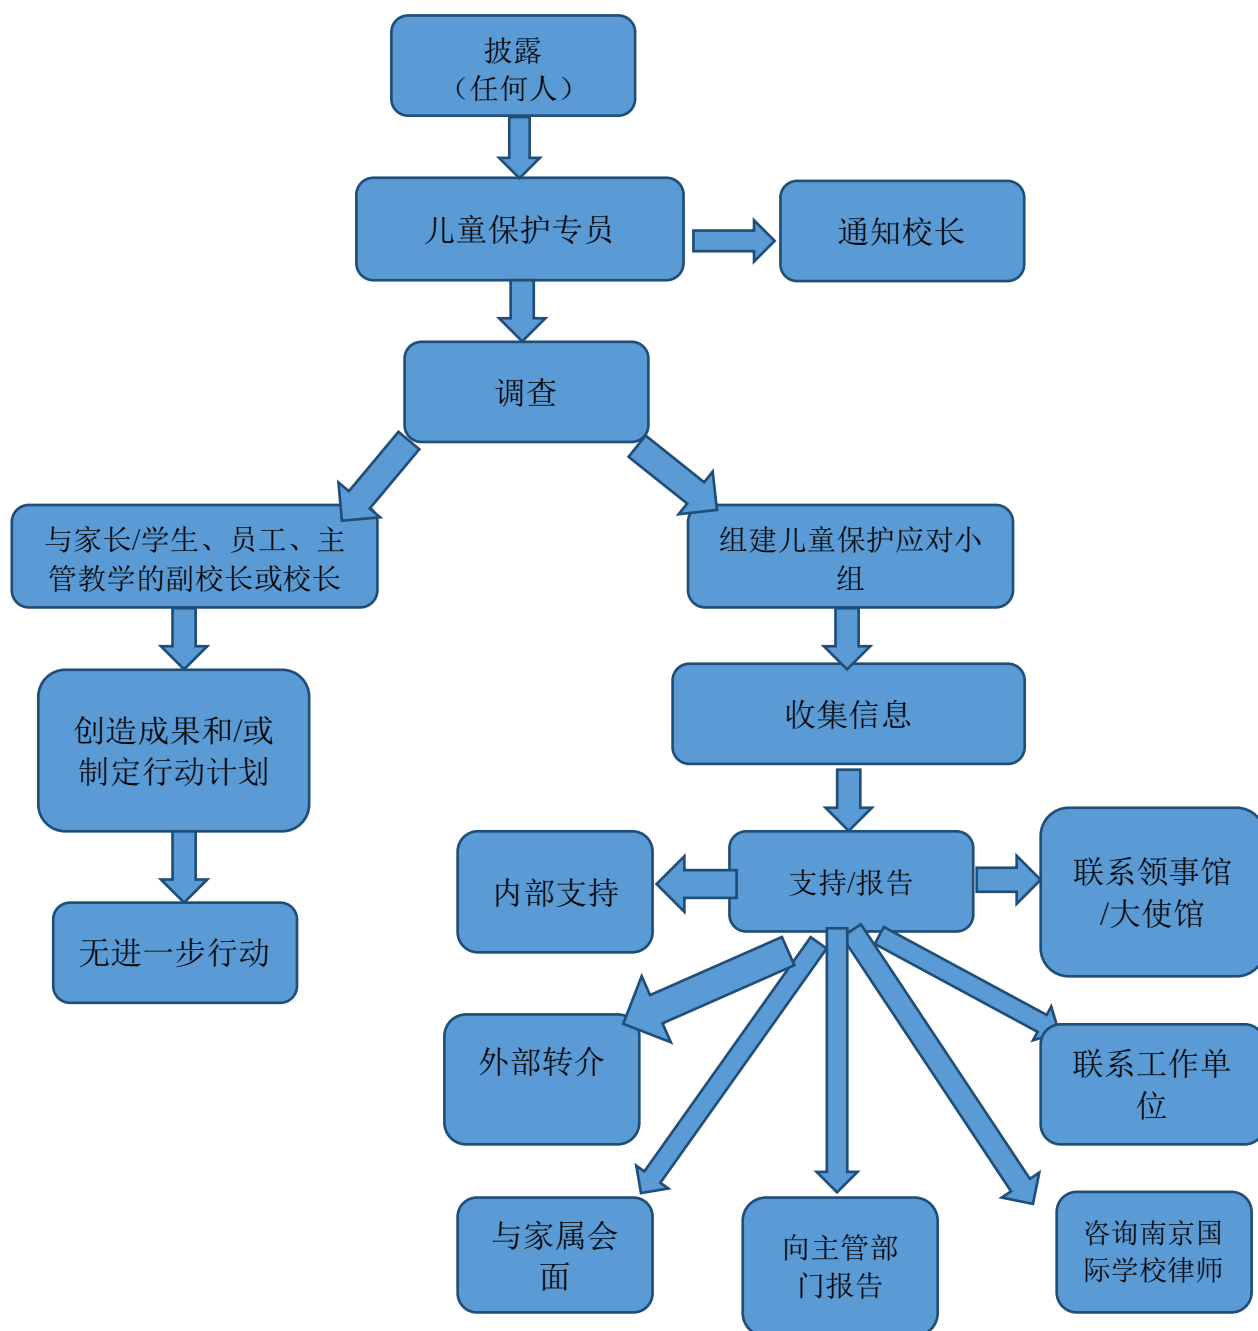 披露
（任何人）
儿童保护专员
通知校长
调查
与家长/学生、员工、主
管教学的副校长或校长
组建儿童保护应对小
组
创造成果和/或
制定行动计划
收集信息
内部支持
支持/报告
联系领事馆
/大使馆
无进一步行动
外部转介
联系工作单
位
与家属会
面
向主管部
门报告
咨询南京国
际学校律师